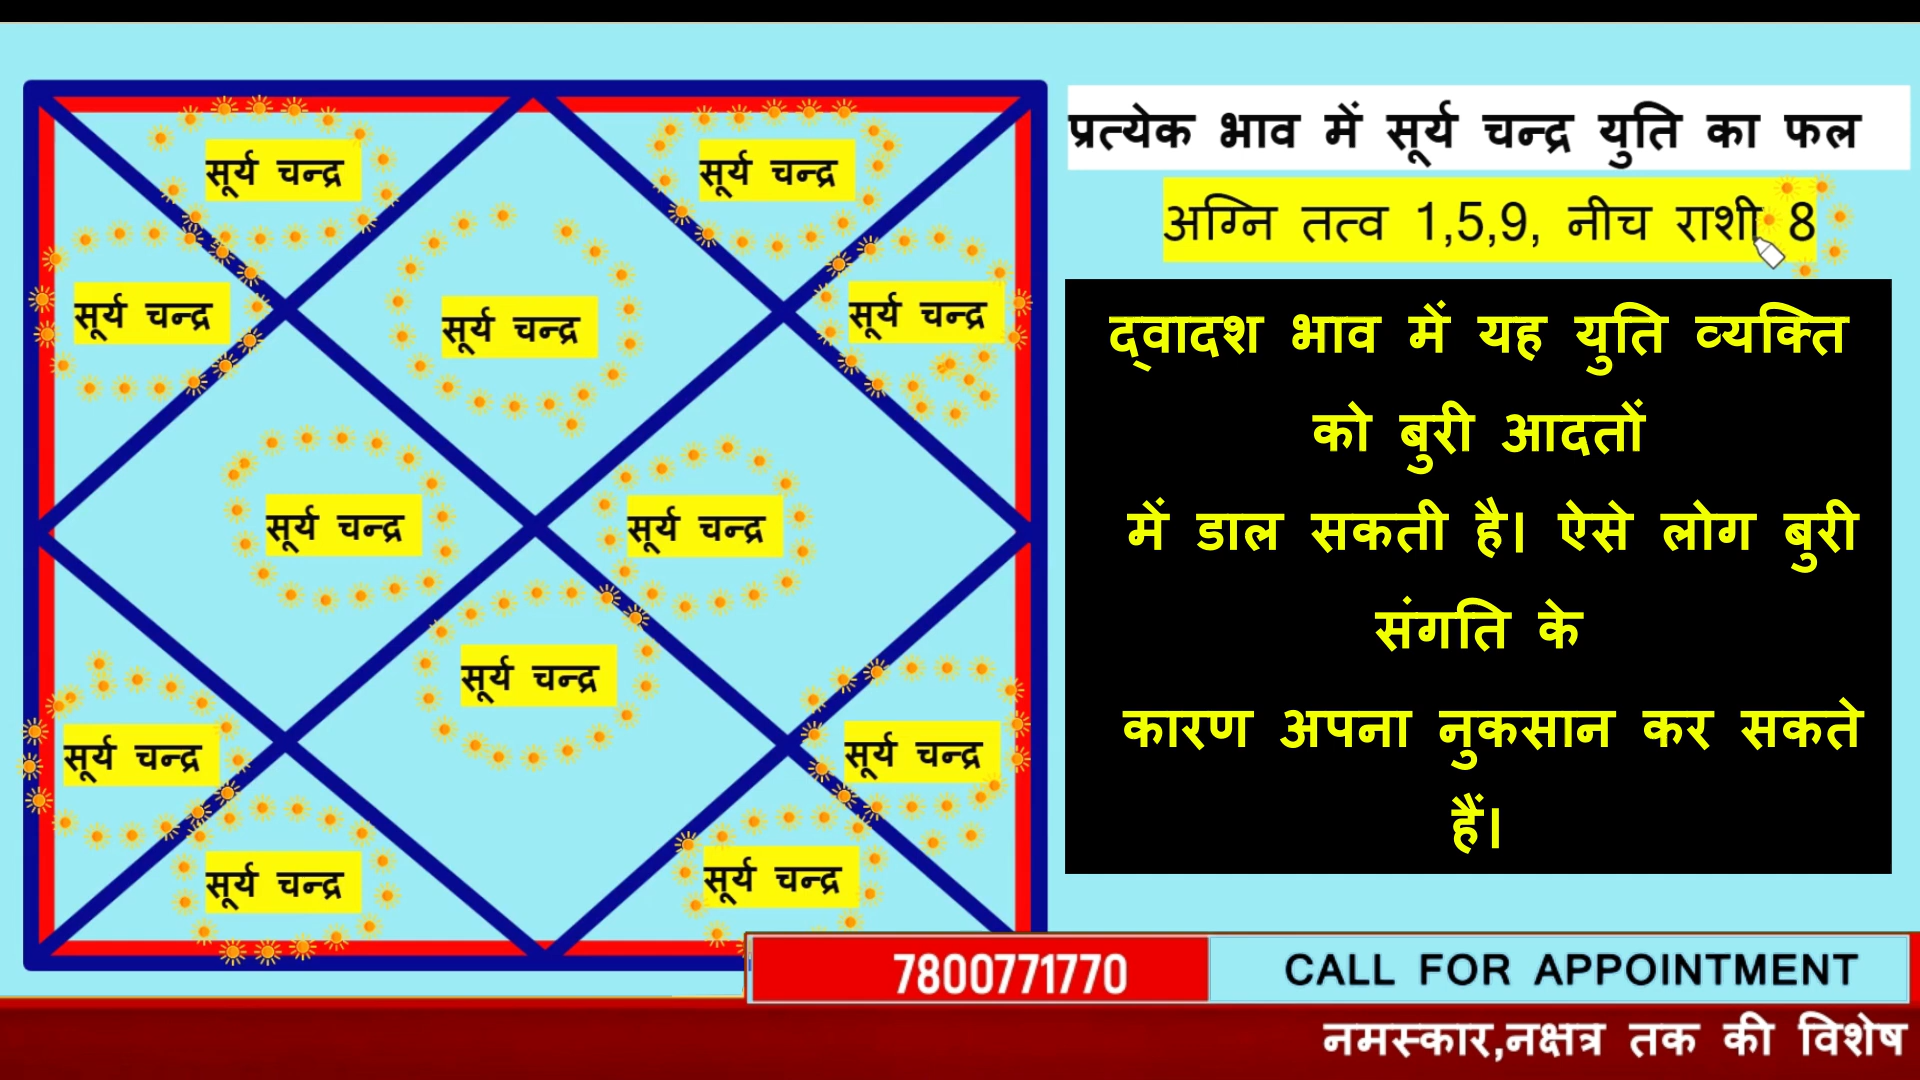 प्रत्येक भाव में सूर्य चन्द्र युति का फल
अग्नि तत्व 1,5,9, नीच राशी 8
सूर्य चन्द्र
सूर्य चन्द्र
सूर्य चन्द्र
सूर्य चन्द्र
सूर्य चन्द्र
सूर्य चन्द्र
सूर्य चन्द्र
सूर्य चन्द्र
सूर्य चन्द्र
सूर्य चन्द्र
सूर्य चन्द्र
सूर्य चन्द्र
द्वादश भाव में यह युति व्यक्ति
को बुरी आदतों
में डाल सकती है। ऐसे लोग बुरी
संगति के
कारण अपना नुकसान कर सकते
हैं।
7800771770
CALL FOR APPOINTMENT
नमस्कार,नक्षत्र तक की विशेष